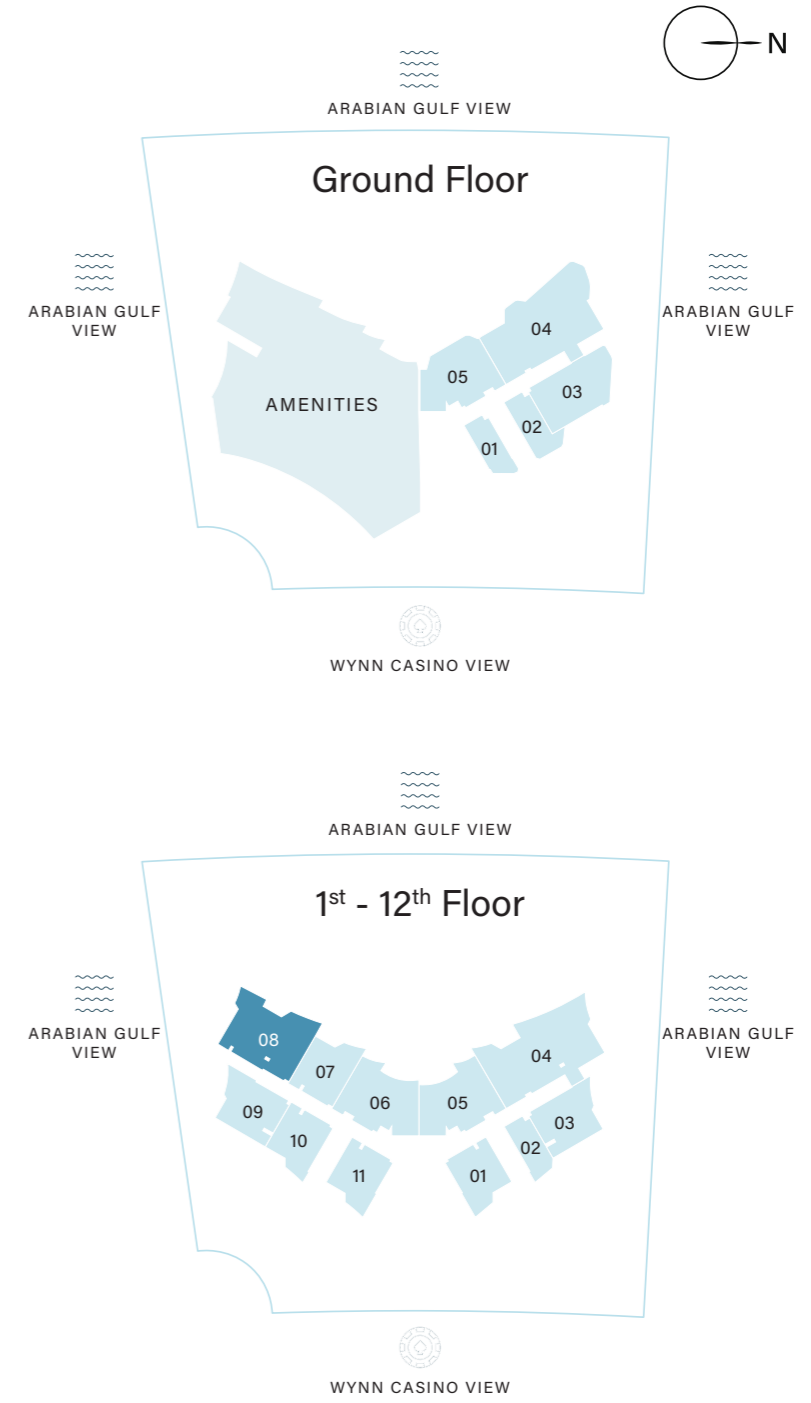 N
ARABIAN GULF VIEW
Ground Floor
ARABIAN GULF
VIEW
ARABIAN GULF
VIEW
04
05
03
AMENITIES
02
01
WYNN CASINO VIEW
ARABIAN GULF VIEW
1st - 12th Floor
ARABIAN GULF
VIEW
ARABIAN GULF
VIEW
08
04
07
06
05
09
03
10
02
11
01
WYNN CASINO VIEW